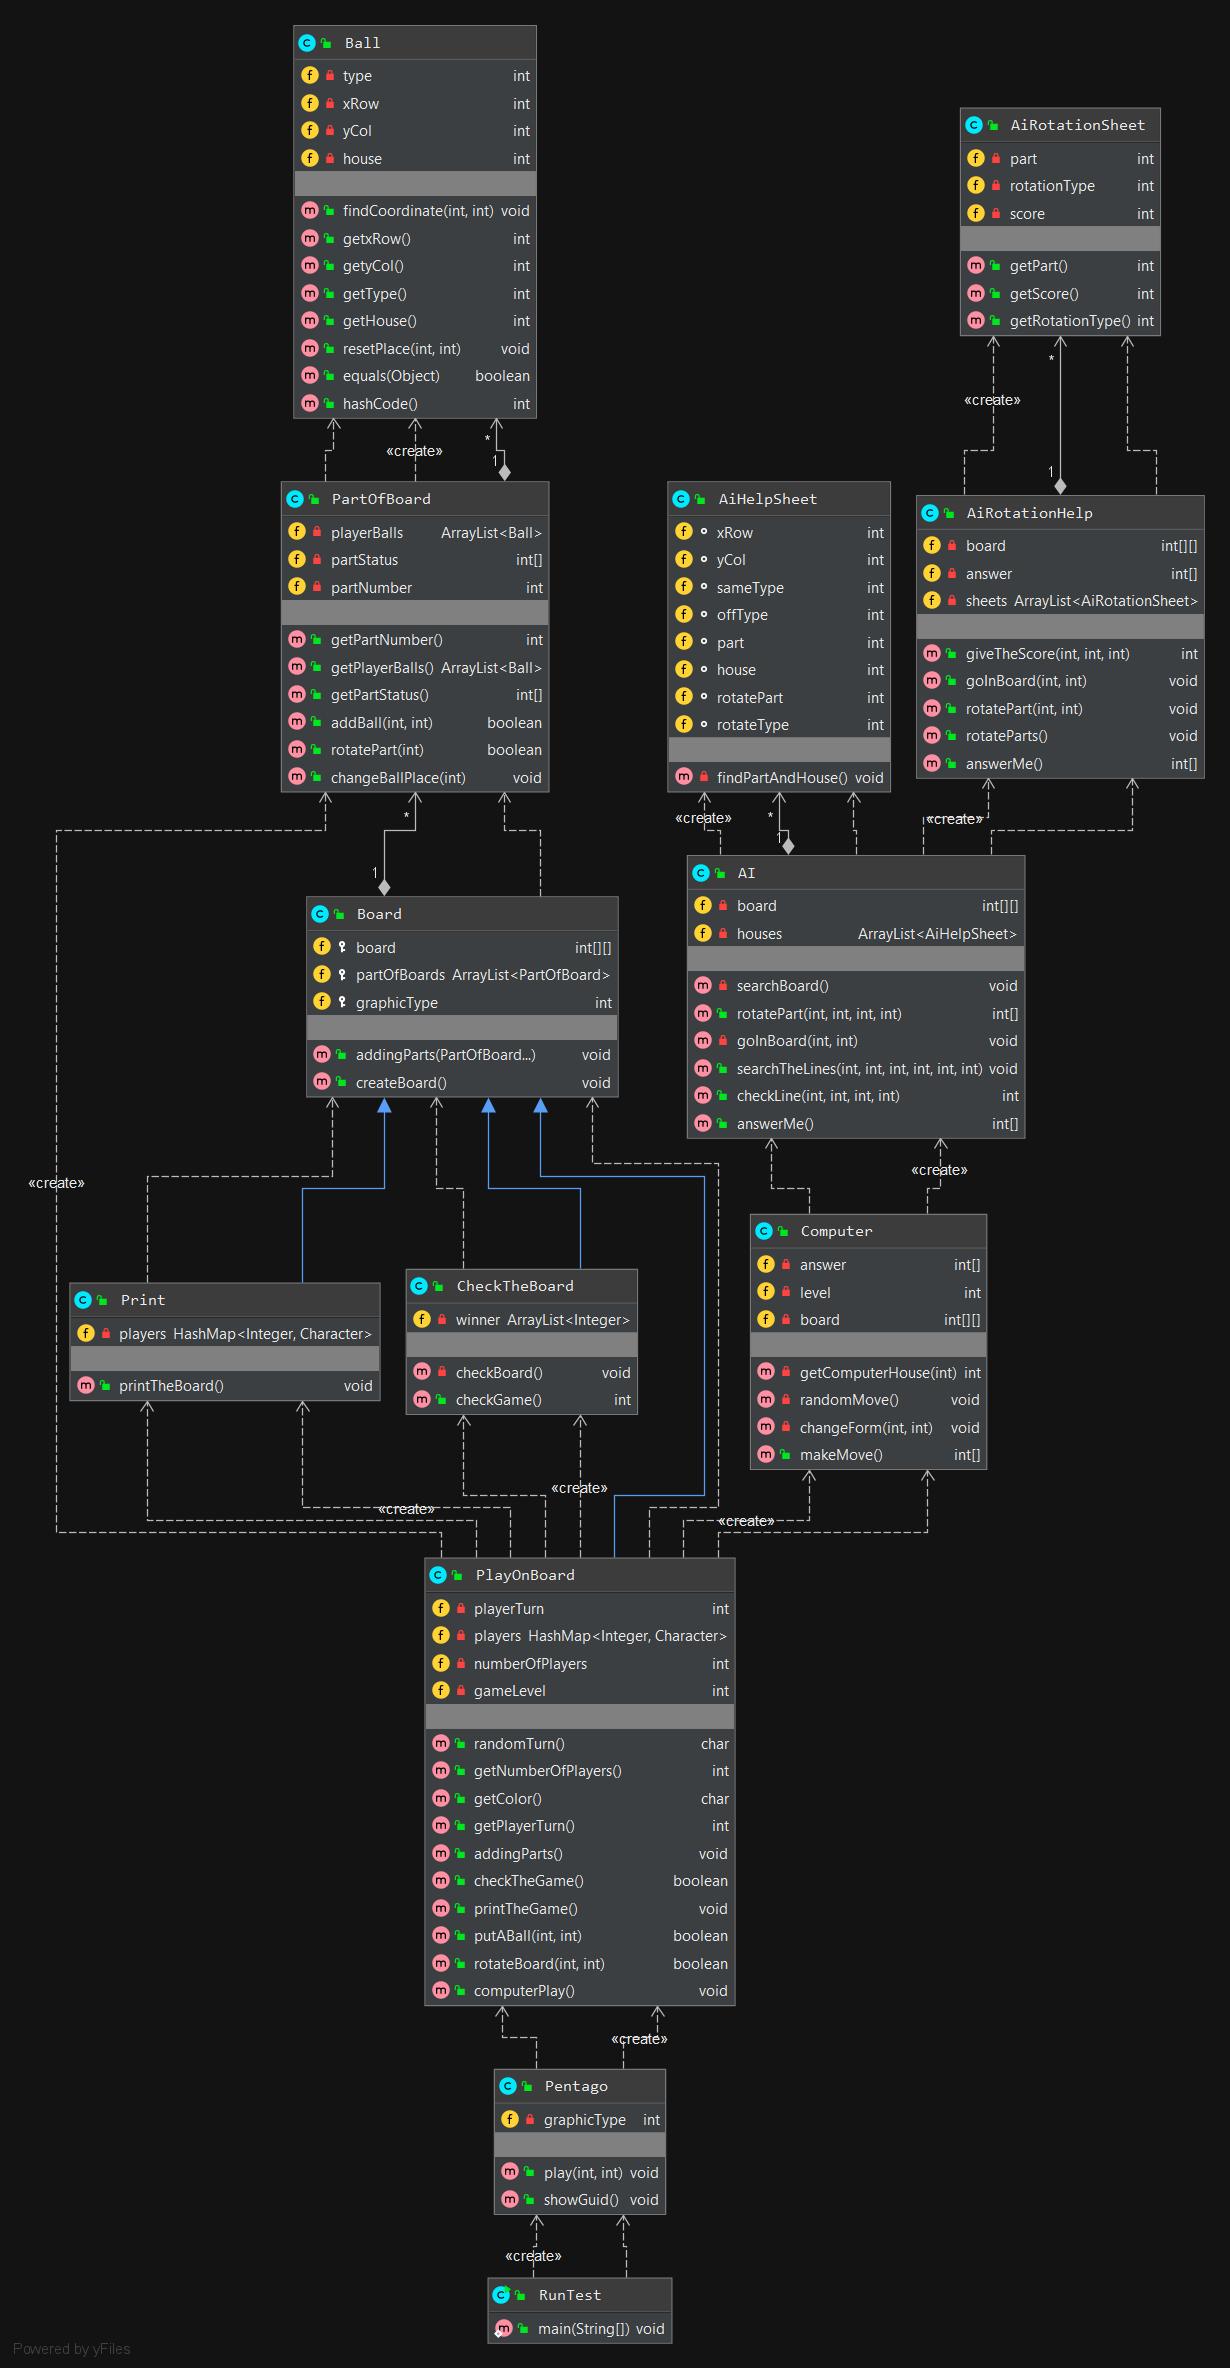 Ball
type int
xRow int
yCol int
house int
findCoordinate(int, int) void
getxRow() int
getyCol() int
getType() int
getHouse() int
resetPlace(int, int) void
equals(Object) boolean
hashCode() int
AiRotationSheet
part int
rotationType int
score int
getPart() int
getScore() int
getRotationType() int
«create»
*
1
«create»
*
1
PartOfBoard
playerBalls ArrayList<Ball>
partStatus int[]
partNumber int
getPartNumber() int
getPlayerBalls() ArrayList<Ball>
getPartStatus() int[]
addBall(int, int) boolean
rotatePart(int) boolean
changeBallPlace(int) void
AiHelpSheet
xRow int
yCol int
sameType int
offType int
part int
house int
rotatePart int
rotateType int
findPartAndHouse() void
AiRotationHelp
board int[][]
answer int[]
sheets ArrayList<AiRotationSheet>
giveTheScore(int, int, int) int
goInBoard(int, int) void
rotatePart(int, int) void
rotateParts() void
answerMe() int[]
*
1
«create»
*
1
«create»
Board
board int[][]
partOfBoards ArrayList<PartOfBoard>
graphicType int
addingParts(PartOfBoard...) void
createBoard() void
AI
board int[][]
houses ArrayList<AiHelpSheet>
searchBoard() void
rotatePart(int, int, int, int) int[]
goInBoard(int, int) void
searchTheLines(int, int, int, int, int, int) void
checkLine(int, int, int, int) int
answerMe() int[]
«create»
«create»
Print
players HashMap<Integer, Character>
printTheBoard() void
CheckTheBoard
winner ArrayList<Integer>
checkBoard() void
checkGame() int
Computer
answer int[]
level int
board int[][]
getComputerHouse(int) int
randomMove() void
changeForm(int, int) void
makeMove() int[]
«create»
«create»
«create»
PlayOnBoard
playerTurn int
players HashMap<Integer, Character>
numberOfPlayers int
gameLevel int
randomTurn() char
getNumberOfPlayers() int
getColor() char
getPlayerTurn() int
addingParts() void
checkTheGame() boolean
printTheGame() void
putABall(int, int) boolean
rotateBoard(int, int) boolean
computerPlay() void
«create»
Pentago
graphicType int
play(int, int) void
showGuid() void
«create»
RunTest
main(String[]) void
Powered by yFiles